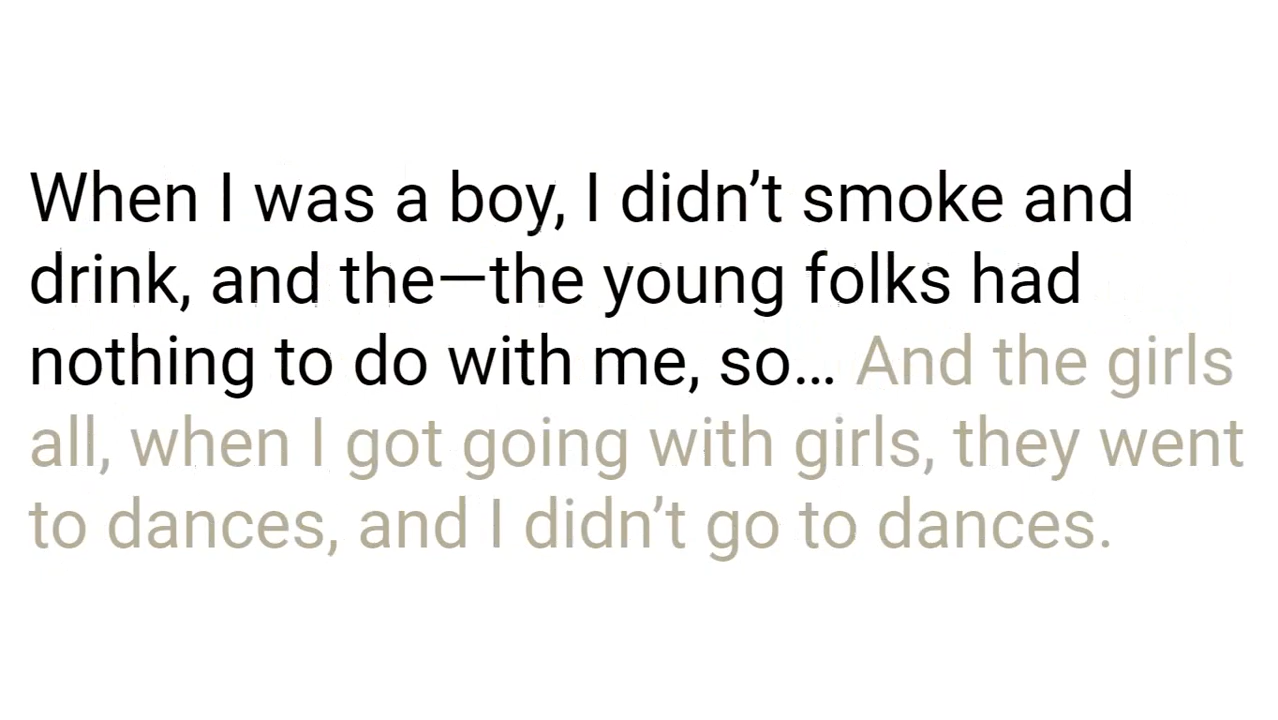 When I was a boy, I didn’t smoke and
drink, and the—the young folks had
nothing to do with me, so… And the girls
all, when I got going with girls, they went
to dances, and I didn’t go to dances.